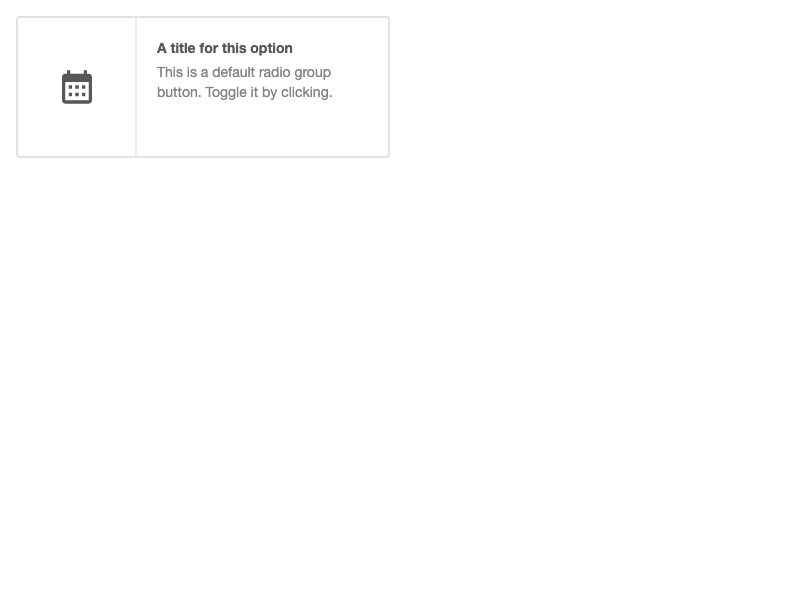 A title for this option
This is a default radio group
button. Toggle it by clicking.